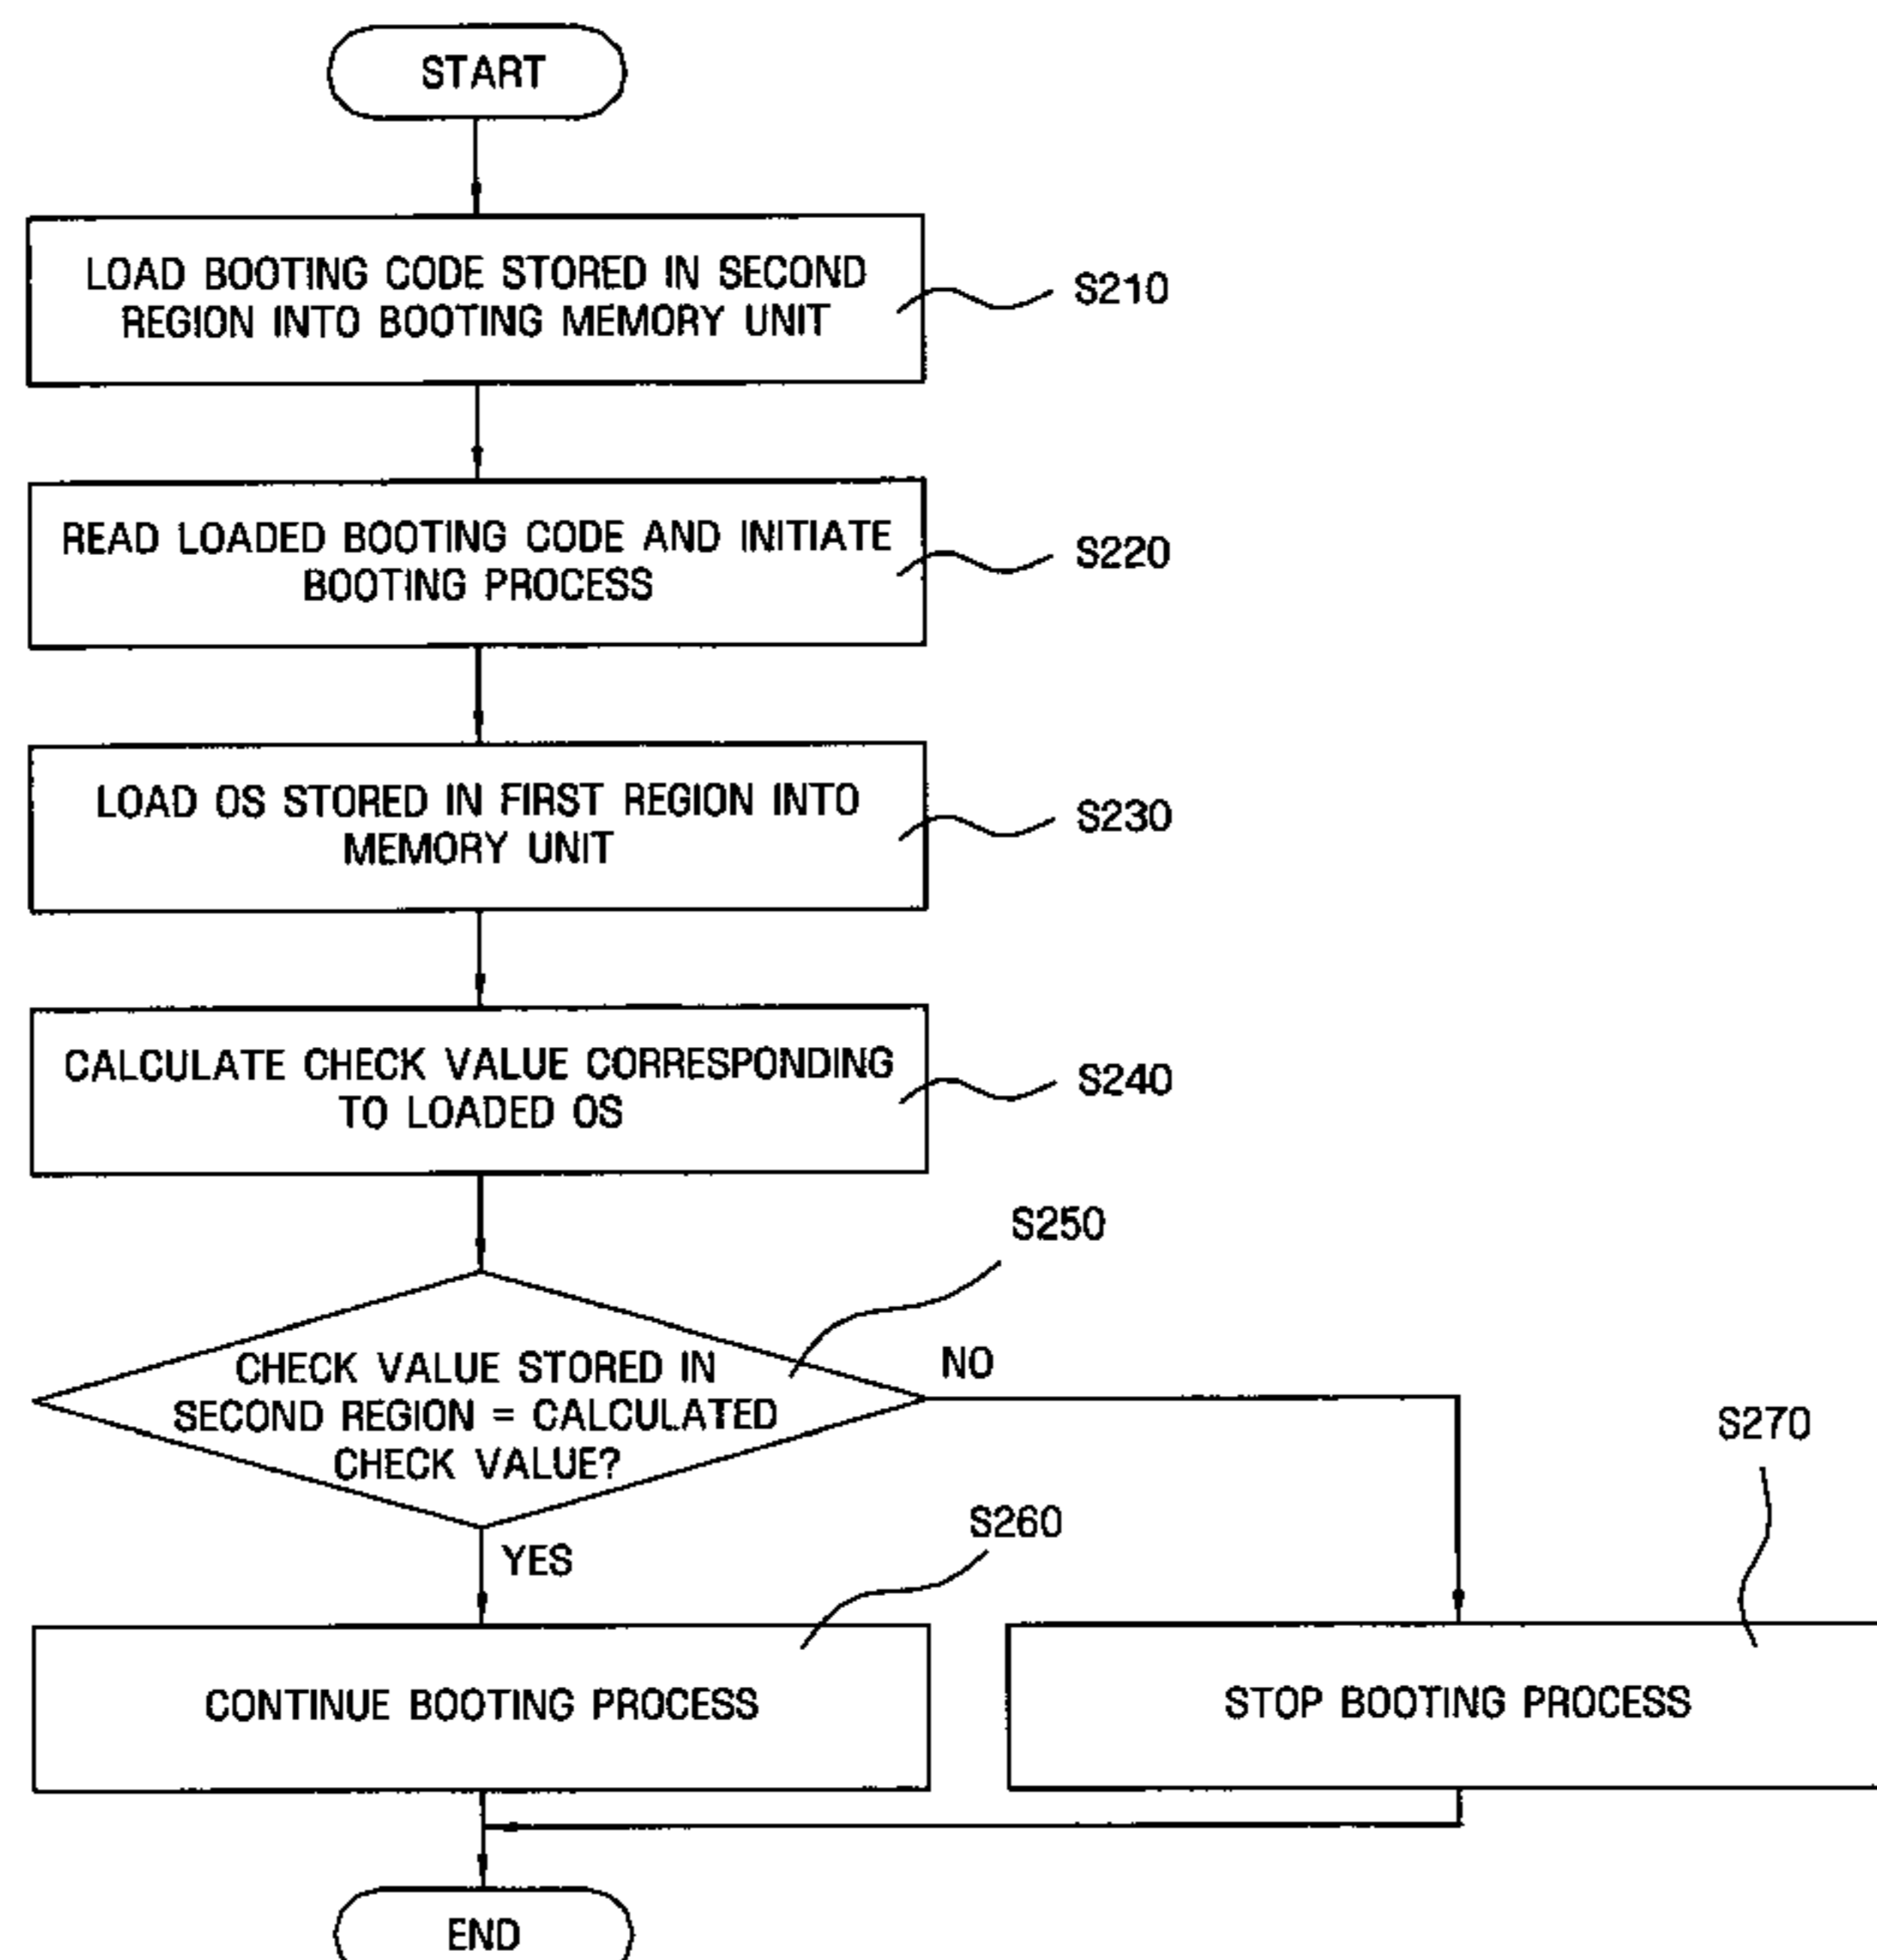 START
LOAD BOOTING CODE STORED IN SECOND
REGION INTO BOOTING MEMORY UNIT
S210
READ LOADED BOOTING CODE AND INITIATE
BOOTING PROCESS
S220
LOAD OS STORED IN FIRST REGION INTO
MEMORY UNIT
S230
CALCULATE CHECK VALUE CORRESPONDING
TO LOADED OS
S240
S250
CHECK VALUE STORED IN
SECOND REGION = CALCULATED
CHECK VALUE?
NO
YES
S260
S270
CONTINUE BOOTING PROCESS
STOP BOOTING PROCESS
END